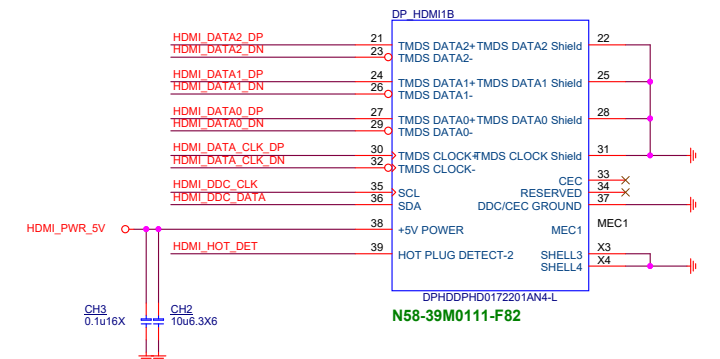 DP_HDMI1B
HDMI_DATA2_DP 21 TMDS DATA2+ TMDS DATA2 Shield 22
HDMI_DATA2_DN 23 TMDS DATA2-
HDMI_DATA1_DP 24 TMDS DATA1+ TMDS DATA1 Shield 25
HDMI_DATA1_DN 26 TMDS DATA1-
HDMI_DATA0_DP 27 TMDS DATA0+ TMDS DATA0 Shield 28
HDMI_DATA0_DN 29 TMDS DATA0-
HDMI_DATA_CLK_DP 30 TMDS CLOCK+ TMDS CLOCK Shield 31
HDMI_DATA_CLK_DN 32 TMDS CLOCK-
CEC 33
HDMI_DDC_CLK 35 SCL RESERVED 34
HDMI_DDC_DATA 36 SDA DDC/CEC GROUND 37
HDMI_PWR_5V 38 +5V POWER MEC1 MEC1
HDMI_HOT_DET 39 HOT PLUG DETECT-2 SHELL3 X3
SHELL4 X4
DPHDDPHD0172201AN4-L
N58-39M0111-F82
CH3 CH2
0.1u16X 10u6.3X6